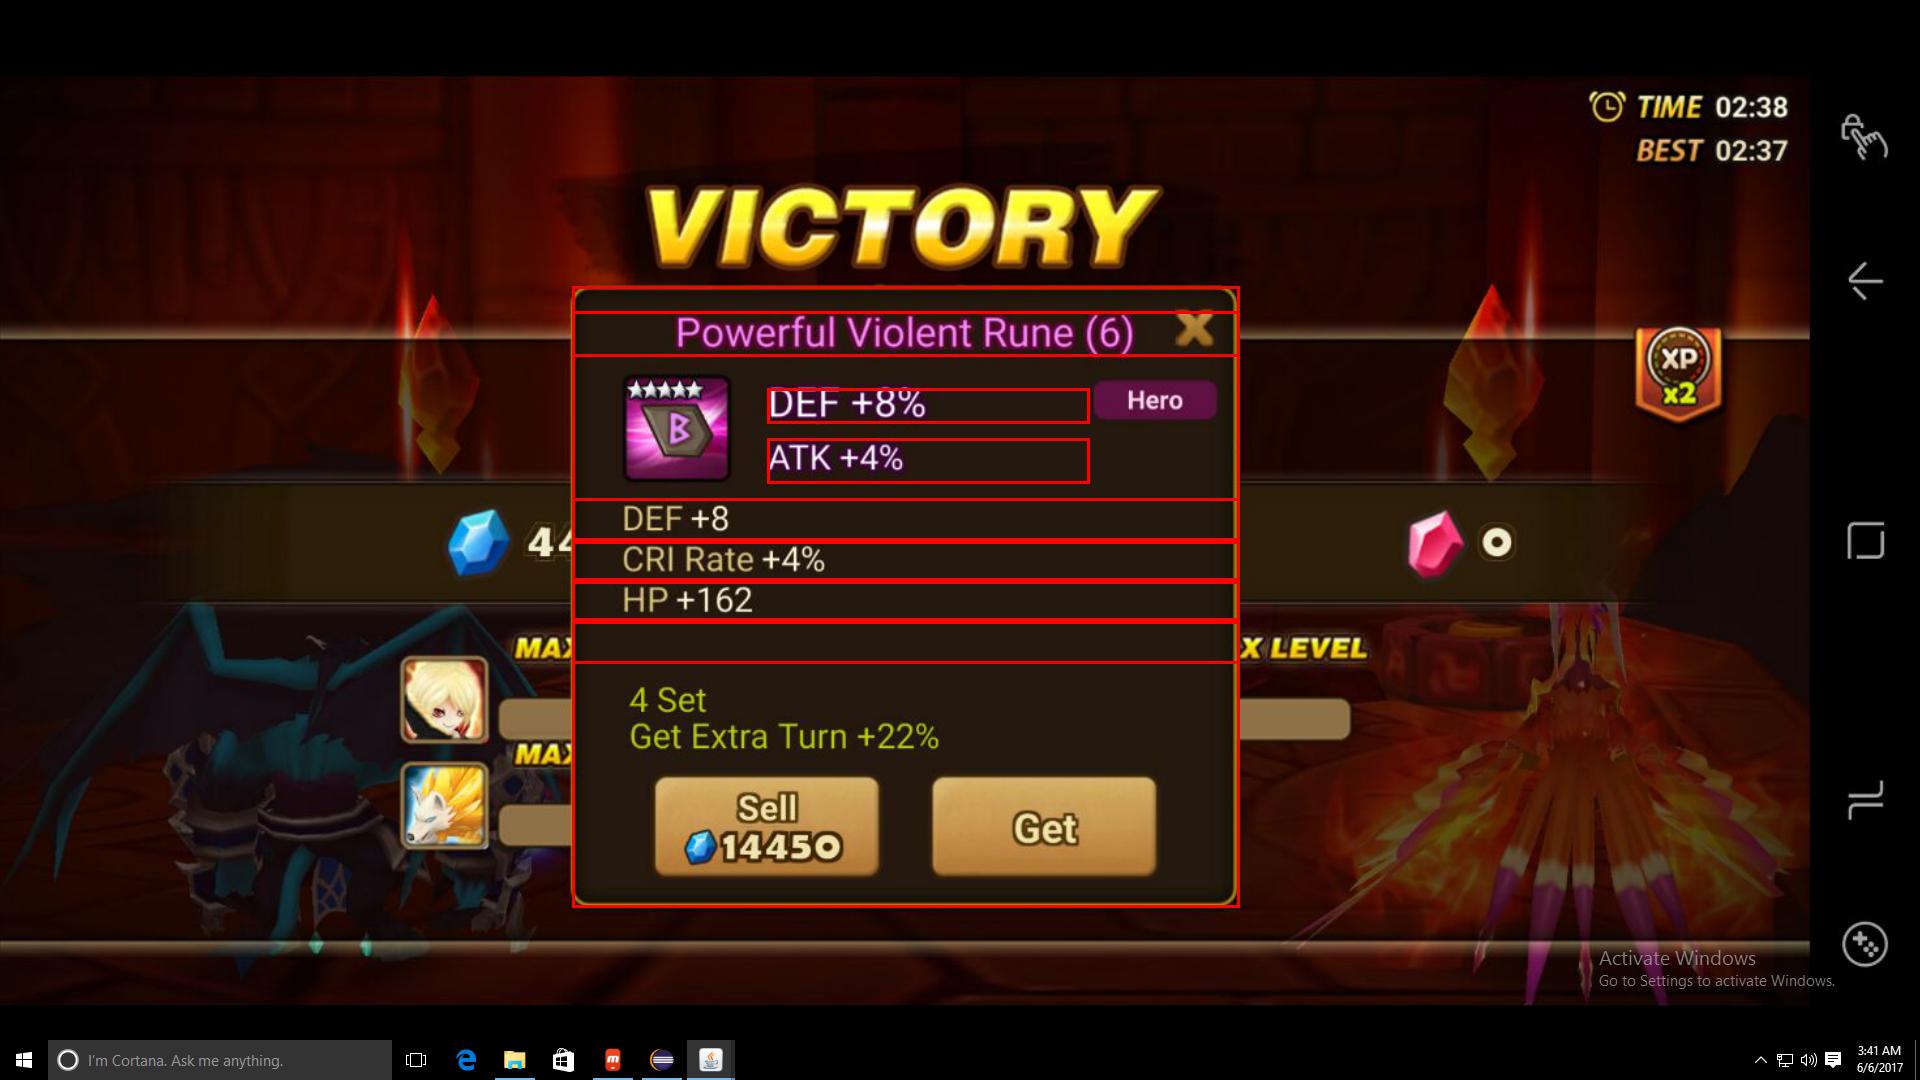 TIME 02:38
BEST 02:37
VICTORY
Powerful Violent Rune (6)
X
XP
x2
DEF +8%
Hero
ATK +4%
DEF +8
44
0
CRI Rate +4%
HP +162
MAX
X LEVEL
4 Set
Get Extra Turn +22%
MAX
Sell
14450
Get
Activate Windows
Go to Settings to activate Windows.
I'm Cortana. Ask me anything.
3:41 AM
6/6/2017